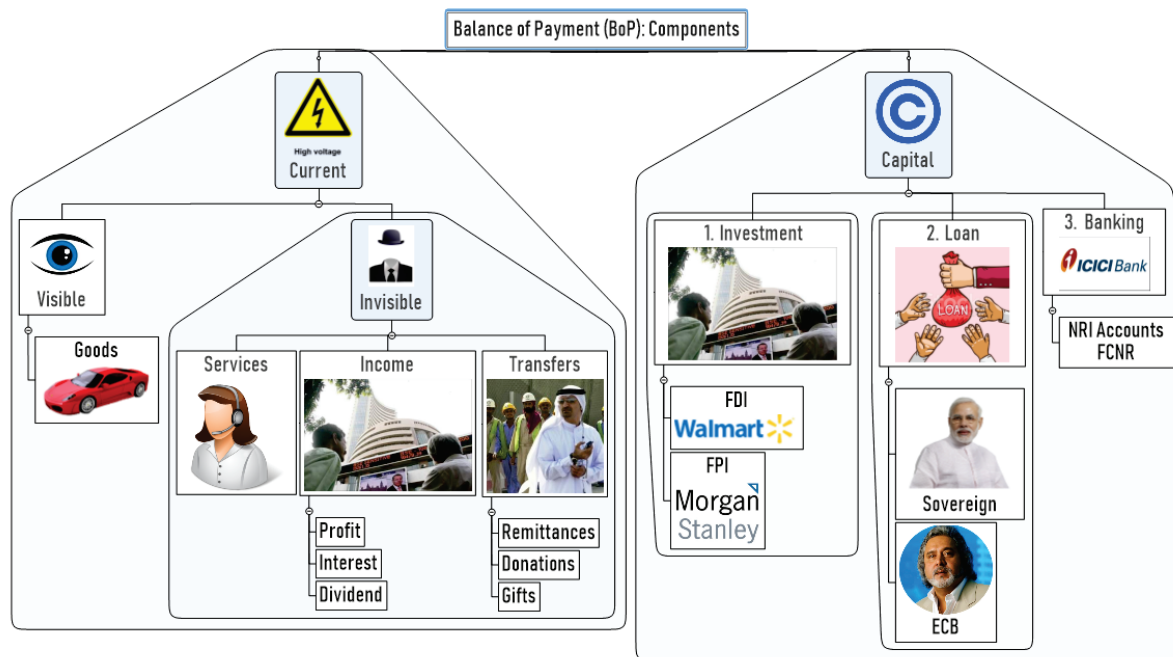 Balance of Payment (BoP): Components
High voltage
Current
Visible
Goods
Invisible
Services
Income
Profit
Interest
Dividend
Transfers
Remittances
Donations
Gifts
Capital
1. Investment
FDI
Walmart
FPI
Morgan
Stanley
2. Loan
LOAN
Sovereign
ECB
3. Banking
ICICI Bank
NRI Accounts
FCNR